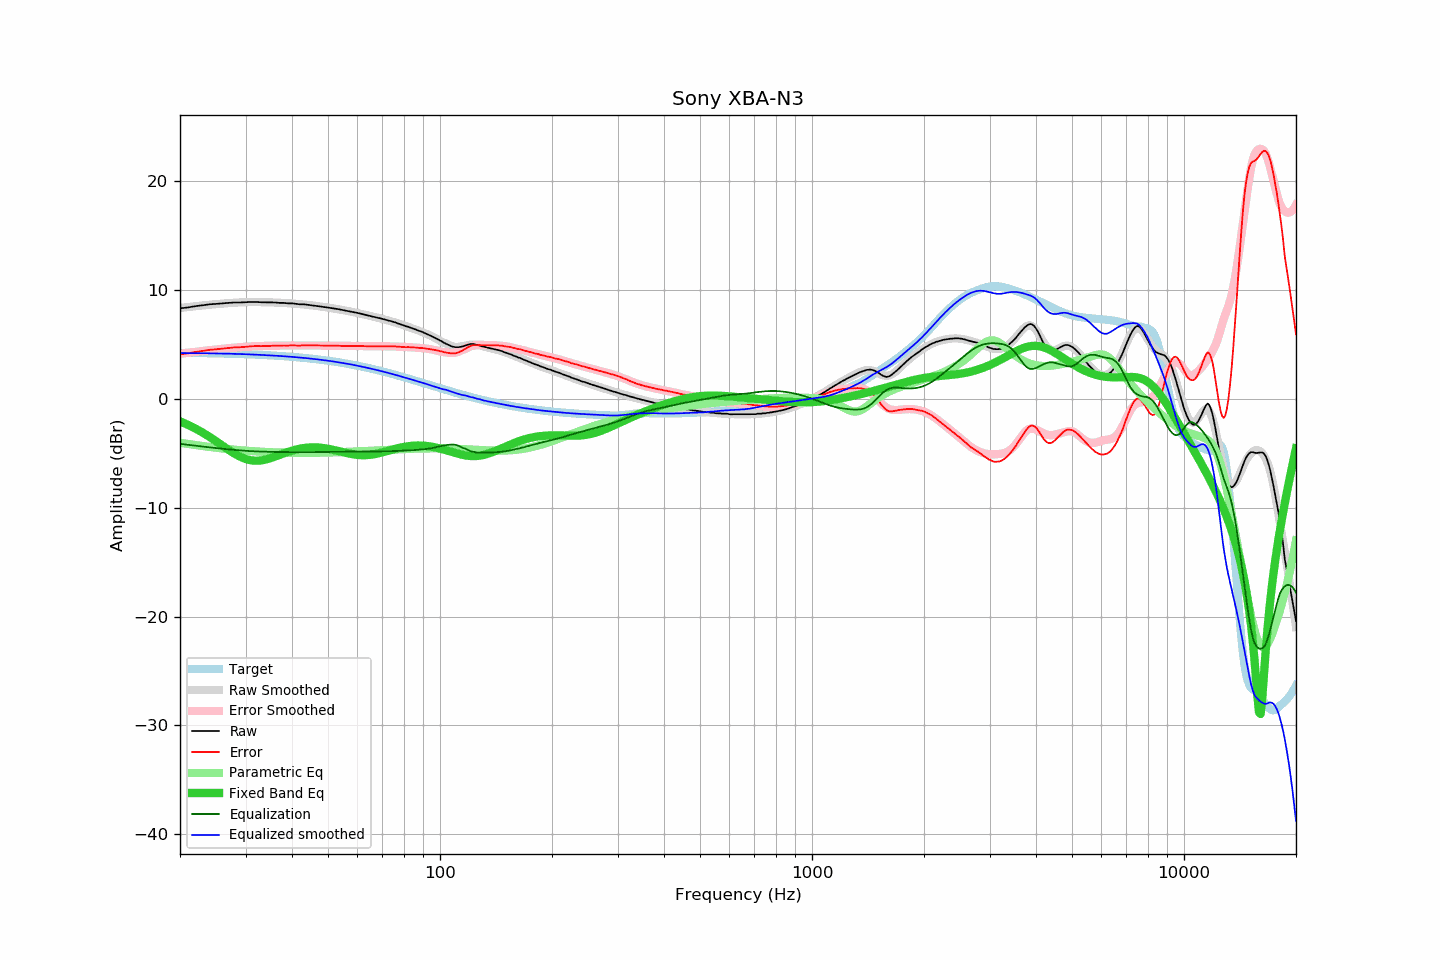 Sony XBA-N3
20
10
0
−10
−20
−30
−40
Amplitude (dBr)
Target
Raw Smoothed
Error Smoothed
Raw
Error
Parametric Eq
Fixed Band Eq
Equalization
Equalized smoothed
100
1000
10000
Frequency (Hz)